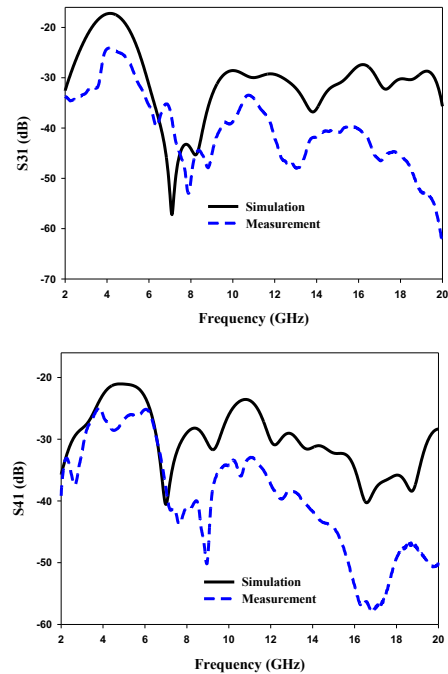 -20
-30
-40
-50
-60
-70
S31 (dB)
Simulation
Measurement
2 4 6 8 10 12 14 16 18 20
Frequency (GHz)
-20
-30
-40
-50
-60
S41 (dB)
Simulation
Measurement
2 4 6 8 10 12 14 16 18 20
Frequency (GHz)